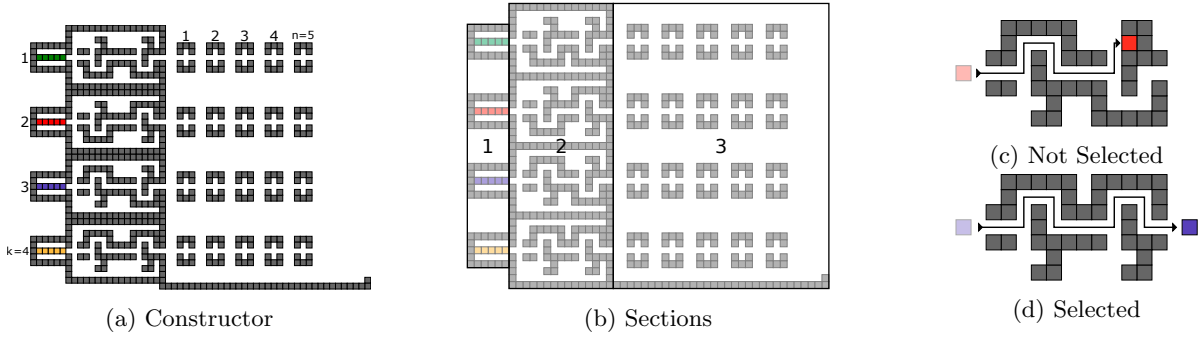 1 2 3 4 n=5
1
2
3
k=4
(a) Constructor
1 2 3
(b) Sections
(c) Not Selected
(d) Selected